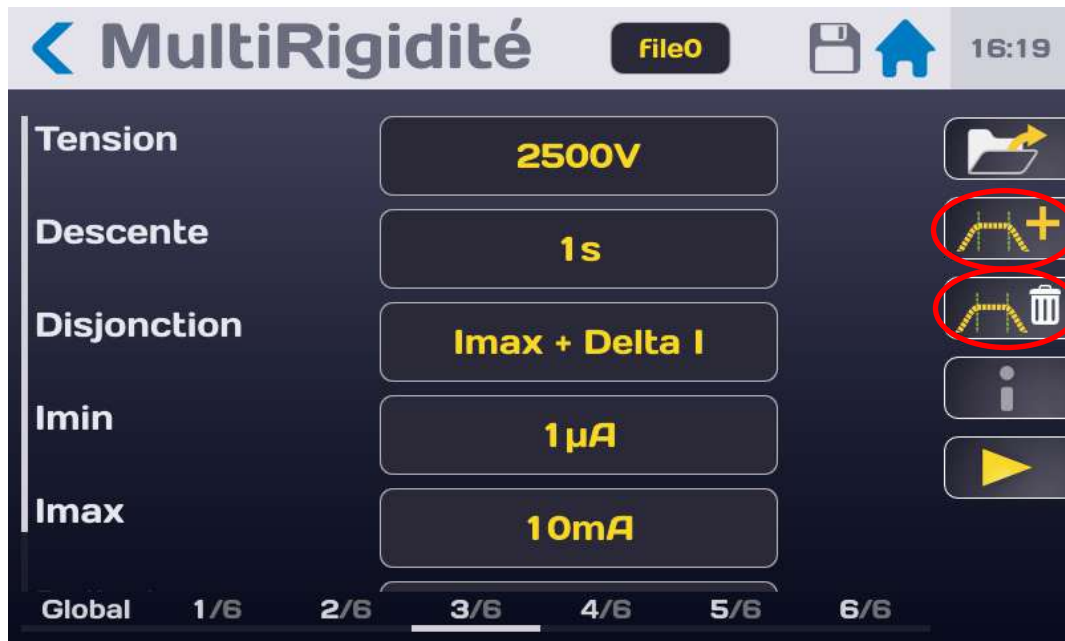 MultiRigidité File0 16:19
Tension 2500V
Descente 1s
Disjonction Imax + Delta I
Imin 1µA
Imax 10mA
Global 1/6 2/6 3/6 4/6 5/6 6/6